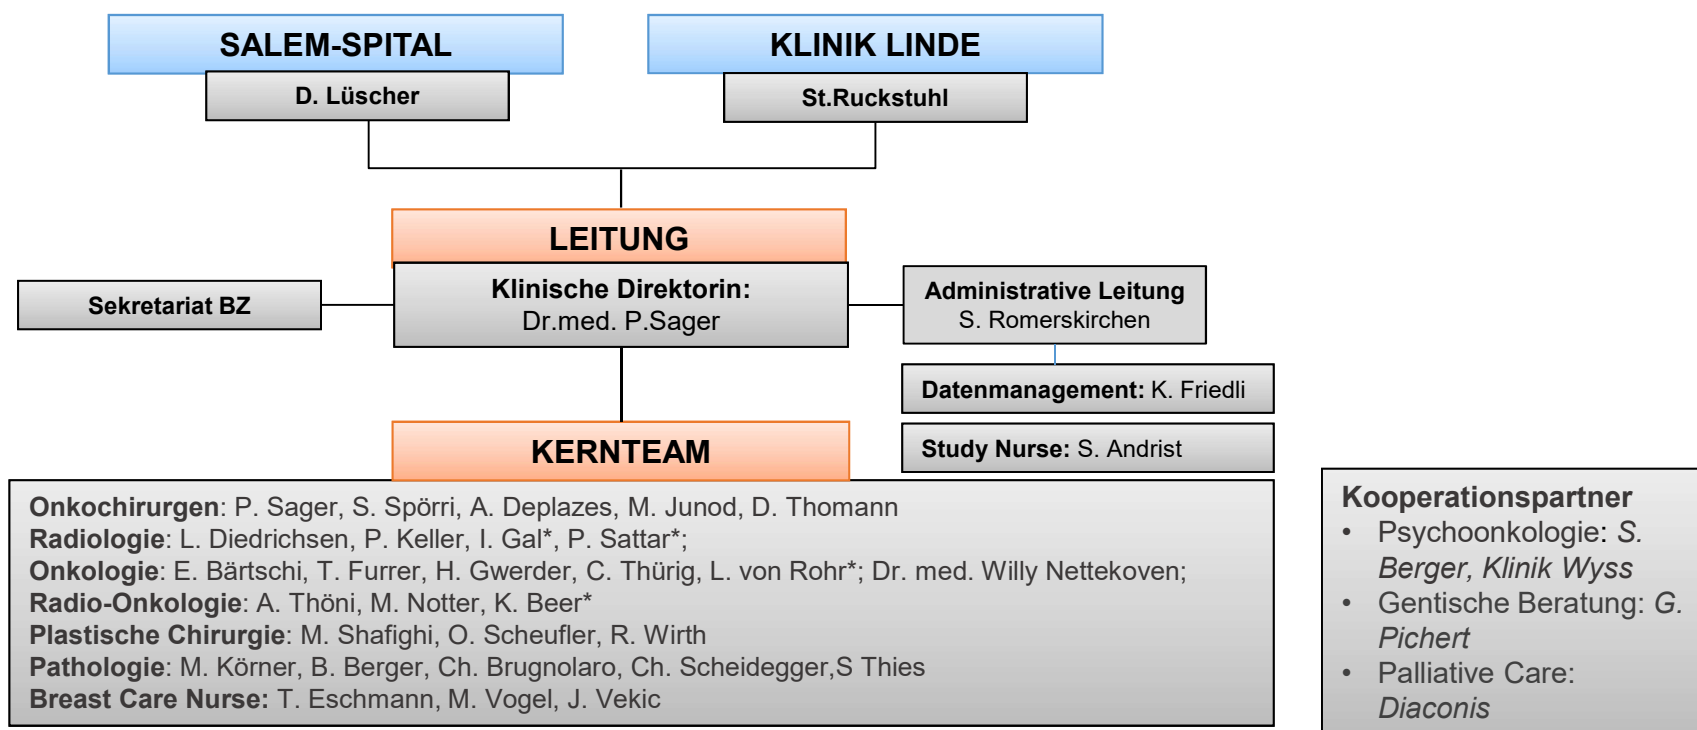 SALEM-SPITAL
KLINIK LINDE
D. Lüscher
St.Ruckstuhl
LEITUNG
Klinische Direktorin:
Dr.med. P.Sager
Sekretariat BZ
Administrative Leitung
S. Romerskirchen
Datenmanagement: K. Friedli
Study Nurse: S. Andrist
KERNTEAM
Onkochirurgen: P. Sager, S. Spörri, A. Deplazes, M. Junod, D. Thomann
Radiologie: L. Diedrichsen, P. Keller, I. Gal*, P. Sattar*;
Onkologie: E. Bärtschi, T. Furrer, H. Gwerder, C. Thürig, L. von Rohr*; Dr. med. Willy Nettekoven;
Radio-Onkologie: A. Thöni, M. Notter, K. Beer*
Plastische Chirurgie: M. Shafighi, O. Scheufler, R. Wirth
Pathologie: M. Körner, B. Berger, Ch. Brugnolaro, Ch. Scheidegger,S Thies
Breast Care Nurse: T. Eschmann, M. Vogel, J. Vekic
Kooperationspartner
• Psychoonkologie: S.
Berger, Klinik Wyss
• Gentische Beratung: G.
Pichert
• Palliative Care:
Diaconis